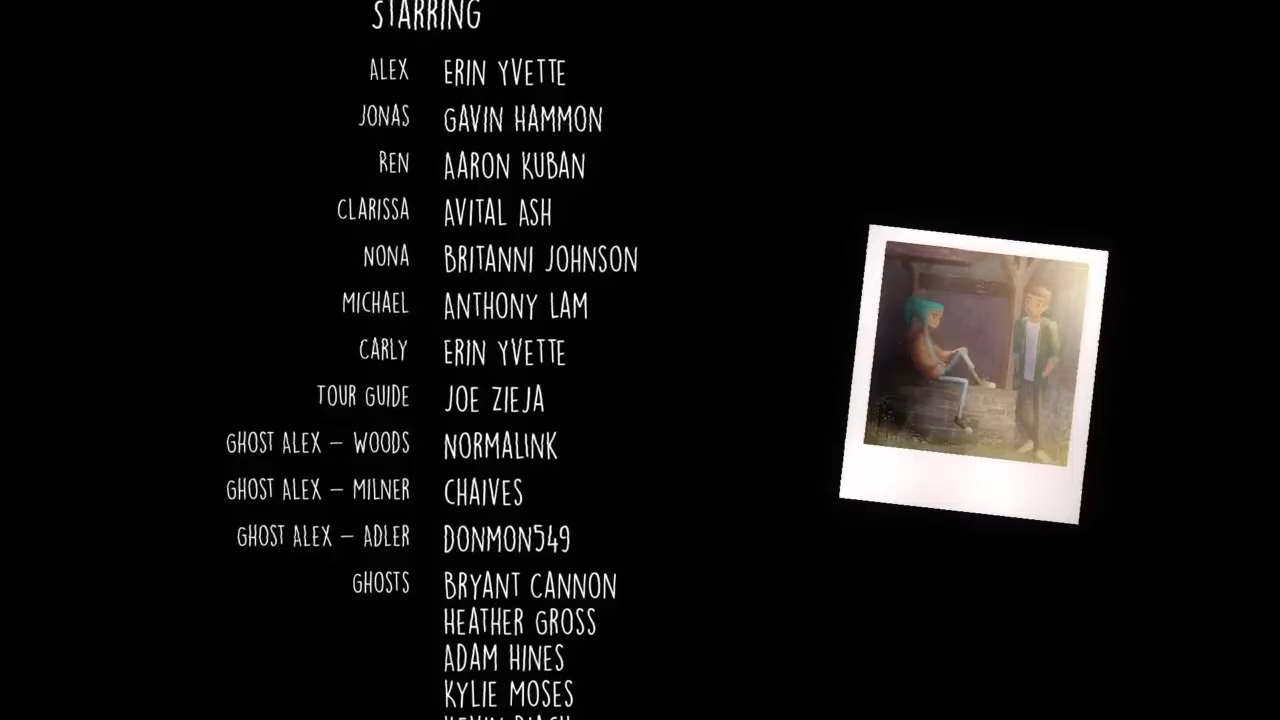 STARRING
ALEX ERIN YVETTE
JONAS GAVIN HAMMON
REN AARON KUBAN
CLARISSA AVITAL ASH
NONA BRITANNI JOHNSON
MICHAEL ANTHONY LAM
CARLY ERIN YVETTE
TOUR GUIDE JOE ZIEJA
GHOST ALEX – WOODS NORMALINK
GHOST ALEX – MILNER CHAIVES
GHOST ALEX – ADLER DONMON549
GHOSTS BRYANT CANNON
HEATHER GROSS
ADAM HINES
KYLIE MOSES